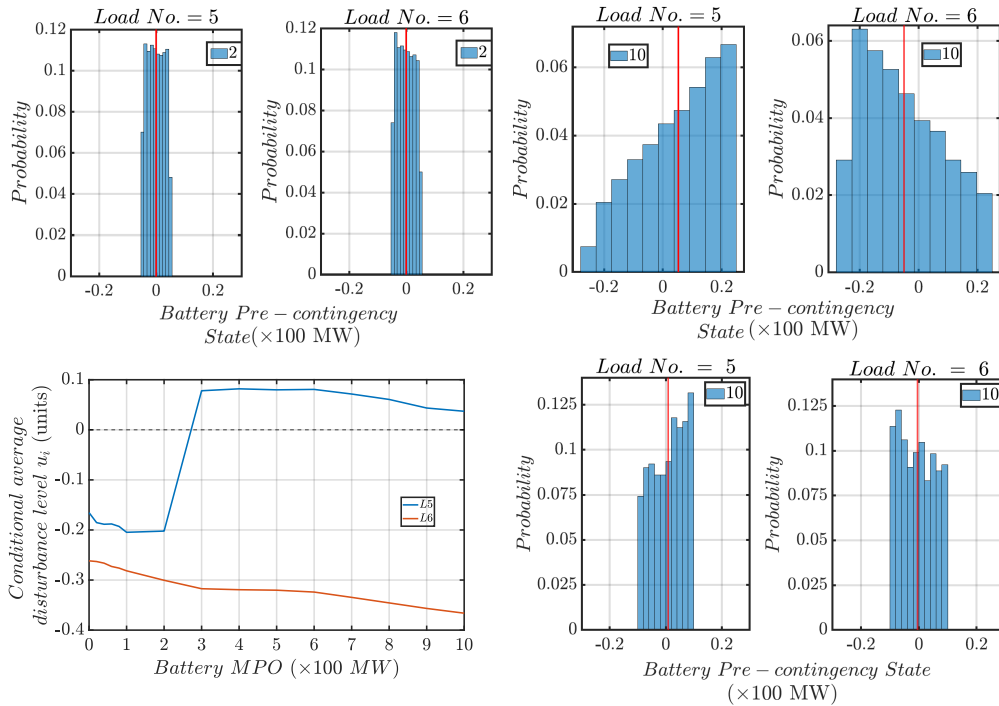 Load No. = 5
0.12
0.1
0.08
0.06
0.04
0.02
0
Probability
2
-0.2 0 0.2
Load No. = 6
0.12
0.1
0.08
0.06
0.04
0.02
0
Probability
2
-0.2 0 0.2
Battery Pre - contingency
State(×100 MW)
Load No. = 5
0.06
0.04
0.02
0
Probability
10
-0.2 0 0.2
Load No. = 6
0.06
0.04
0.02
0
Probability
10
-0.2 0 0.2
Battery Pre - contingency
State (×100 MW)
Conditional average
disturbance level u_i (units)
0.1
0
-0.1
-0.2
-0.3
-0.4
L5
L6
0 1 2 3 4 5 6 7 8 9 10
Battery MPO (×100 MW)
Load No. = 5
0.125
0.1
0.075
0.05
0.025
0
Probability
10
-0.2 0 0.2
Load No. = 6
0.125
0.1
0.075
0.05
0.025
0
Probability
10
-0.2 0 0.2
Battery Pre - contingency State
(×100 MW)